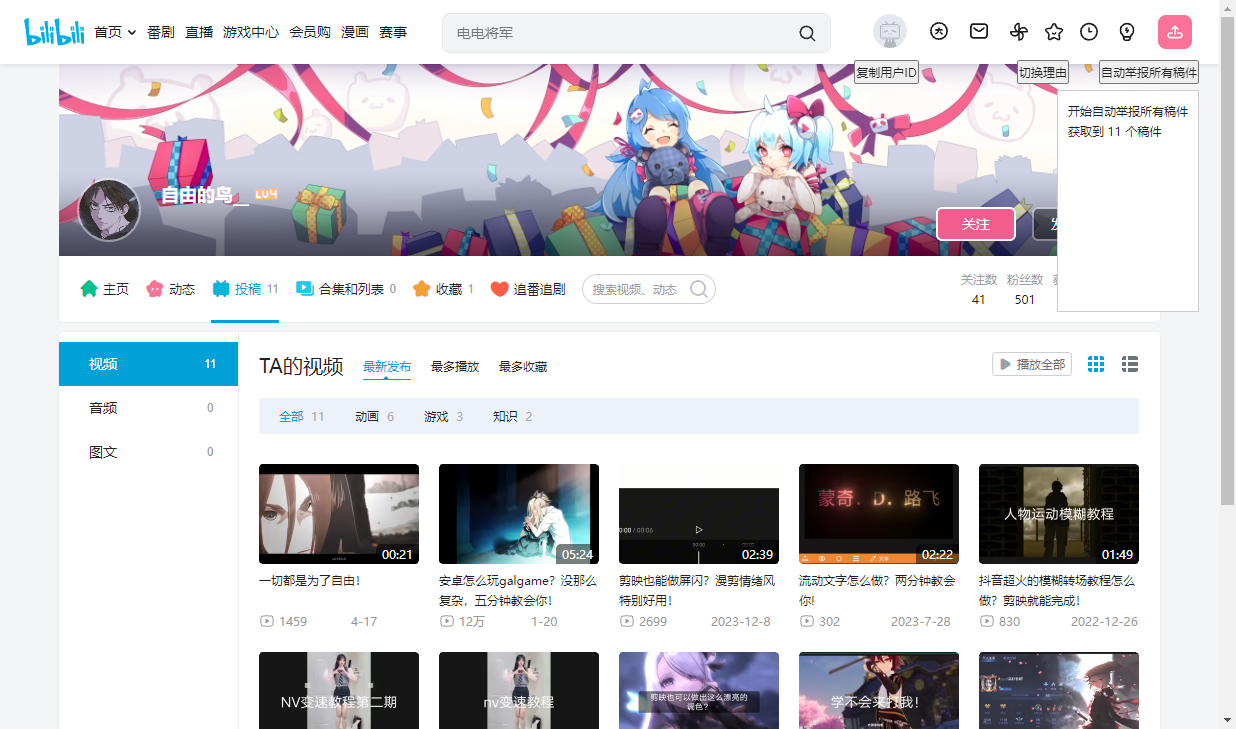 bilibili 首页 番剧 直播 游戏中心 会员购 漫画 赛事
电电将军
复制用户ID 切换理由 自动举报所有稿件
开始自动举报所有稿件
获取到 11 个稿件
自由的鸟__ LV4
关注
主页 动态 投稿 11 合集和列表 0 收藏 1 追番追剧
搜索视频、动态
关注数 粉丝数
41 501
视频 11
音频 0
图文 0
TA的视频 最新发布 最多播放 最多收藏
播放全部
全部 11 动画 6 游戏 3 知识 2
00:21
一切都是为了自由！
1459 4-17
05:24
安卓怎么玩galgame？没那么
复杂，五分钟教会你！
12万 1-20
0:00 / 00:06
00:00
02:39
剪映也能做屏闪？漫剪情绪风
特别好用！
2699 2023-12-8
蒙奇．D．路飞
02:22
流动文字怎么做？两分钟教会
你!
302 2023-7-28
人物运动模糊教程
01:49
抖音超火的模糊转场教程怎么
做？剪映就能完成！
830 2022-12-26
NV变速教程第二期
nv变速教程
剪映也可以做出这么漂亮的
调色？
学不会来打我！